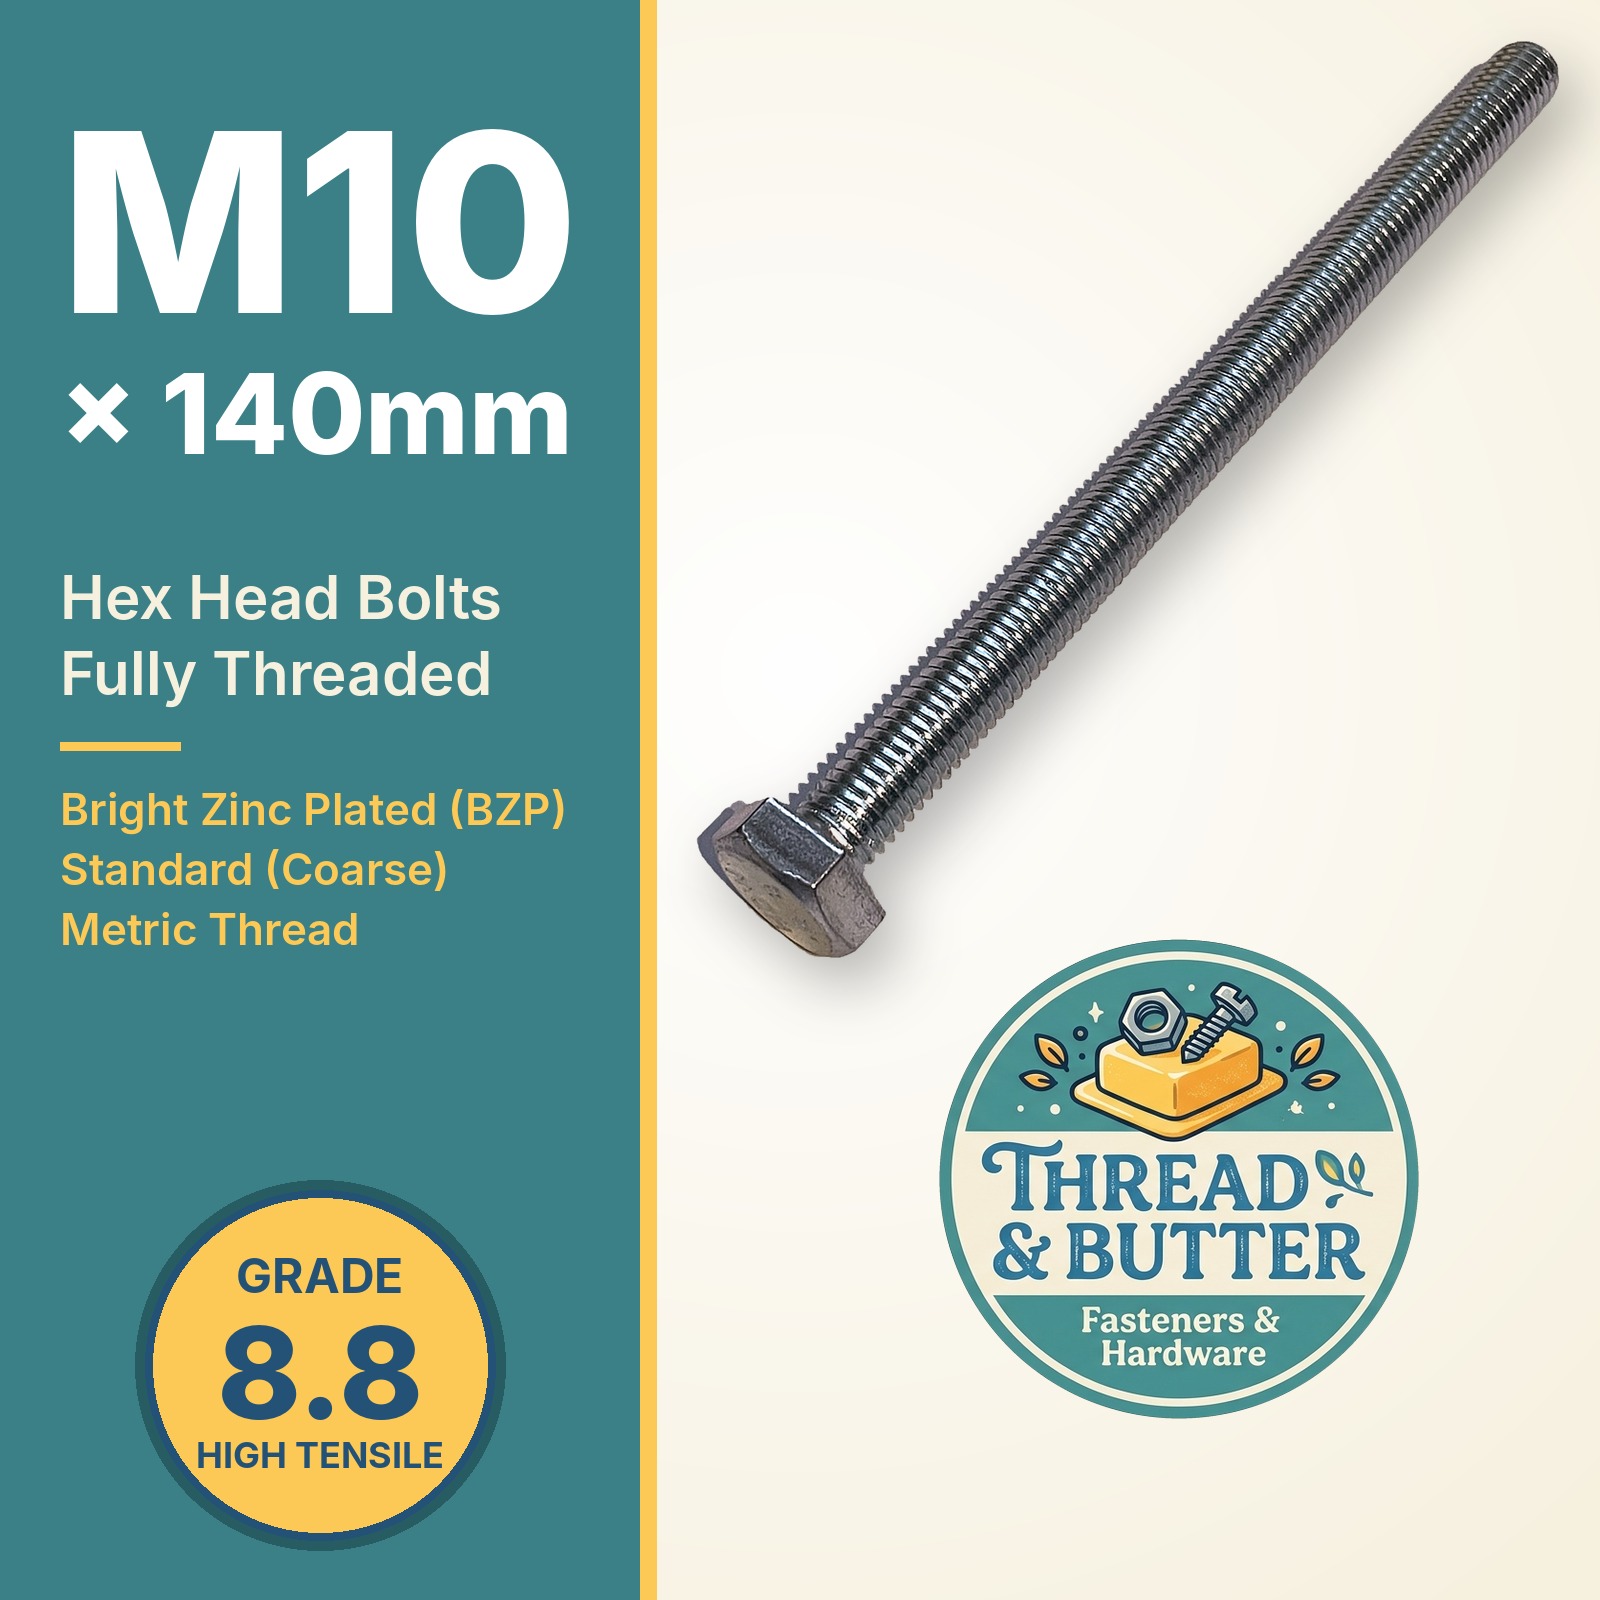 M10
× 140mm
Hex Head Bolts
Fully Threaded
Bright Zinc Plated (BZP)
Standard (Coarse)
Metric Thread
GRADE
8.8
HIGH TENSILE
THREAD
& BUTTER
Fasteners &
Hardware